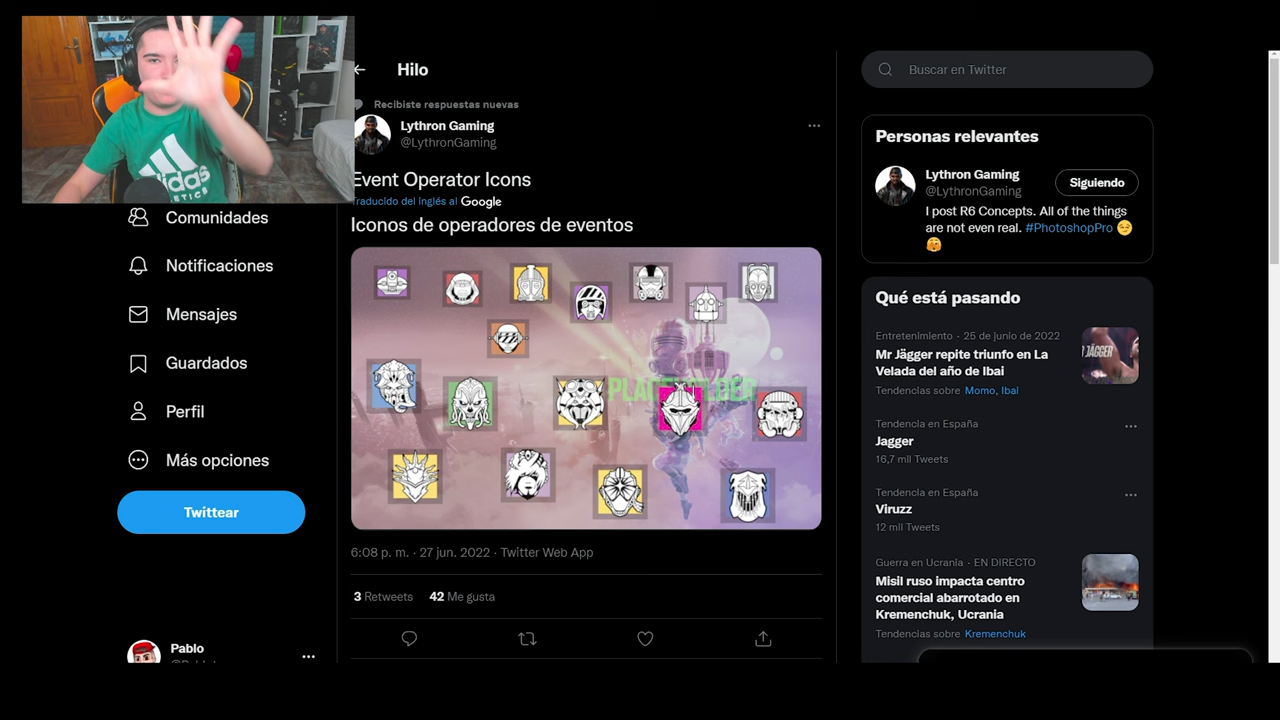 adidas
Hilo
Recibiste respuestas nuevas
Lythron Gaming
@LythronGaming
Event Operator Icons
Traducido del Inglés al Google
Iconos de operadores de eventos
6:08 p. m. · 27 jun. 2022 · Twitter Web App
3 Retweets 42 Me gusta
Comunidades
Notificaciones
Mensajes
Guardados
Perfil
Más opciones
Twittear
Pablo
Buscar en Twitter
Personas relevantes
Lythron Gaming
@LythronGaming
Siguiendo
I post R6 Concepts. All of the things
are not even real. #PhotoshopPro
Qué está pasando
Entretenimiento · 25 de junio de 2022
Mr Jägger repite triunfo en La
Velada del año de Ibai
Tendencias sobre Momo, Ibai
JÄGGER
Tendencia en España
Jagger
16,7 mil Tweets
Tendencia en España
Viruzz
12 mil Tweets
Guerra en Ucrania · EN DIRECTO
Misil ruso impacta centro
comercial abarrotado en
Kremenchuk, Ucrania
Tendencias sobre Kremenchuk